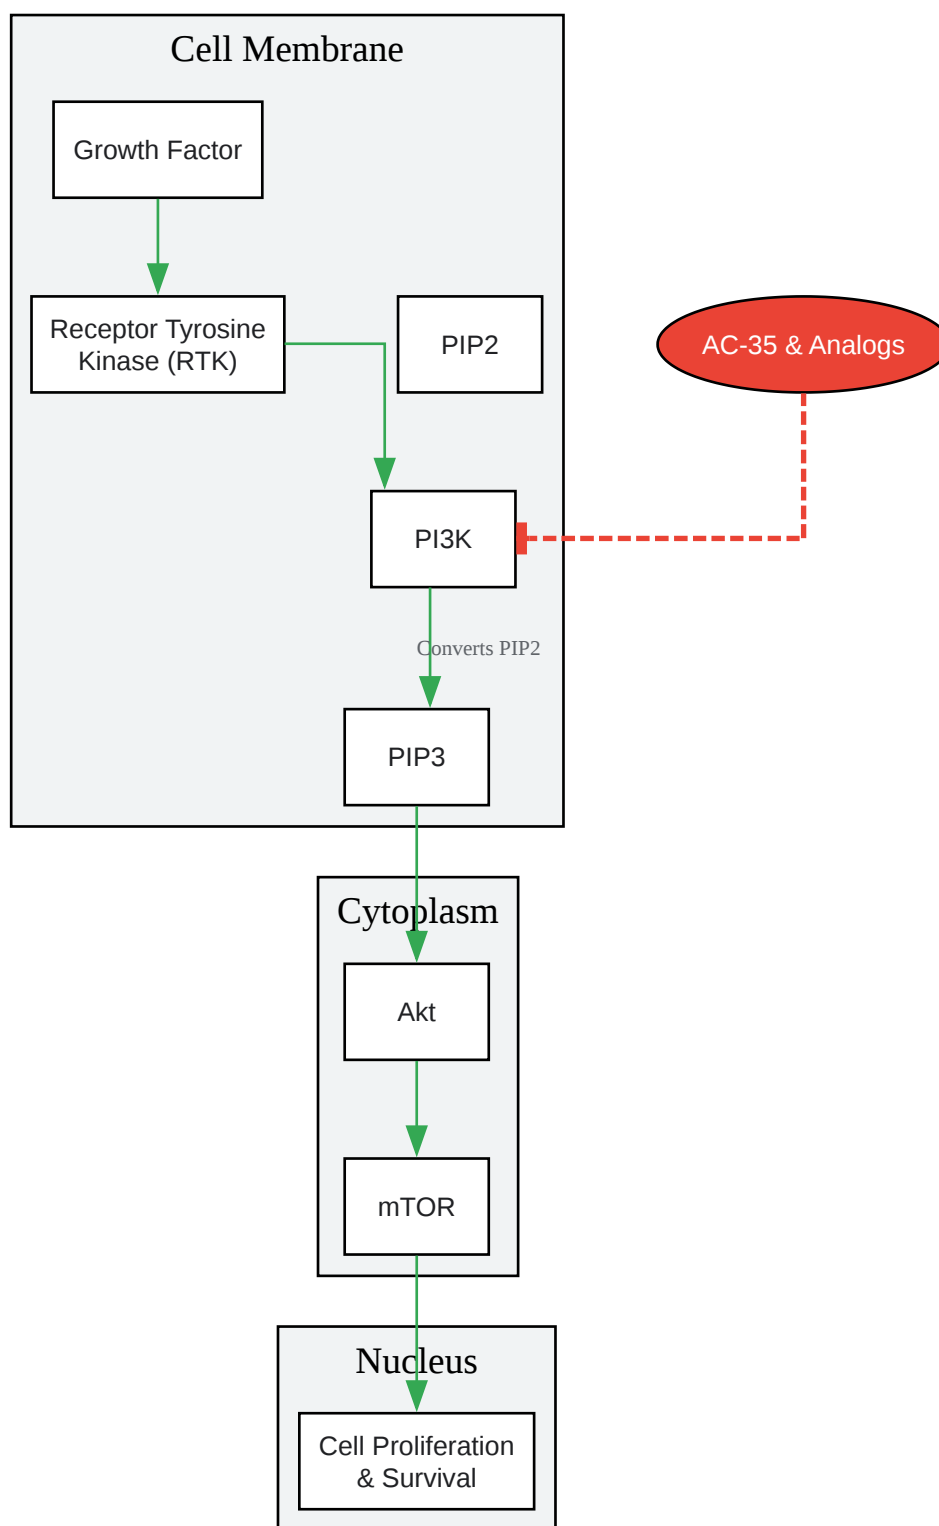 Cell Membrane
Growth Factor
Receptor Tyrosine
Kinase (RTK)
PIP2
AC-35 & Analogs
PI3K
Converts PIP2
PIP3
Cytoplasm
Akt
mTOR
Nucleus
Cell Proliferation
& Survival